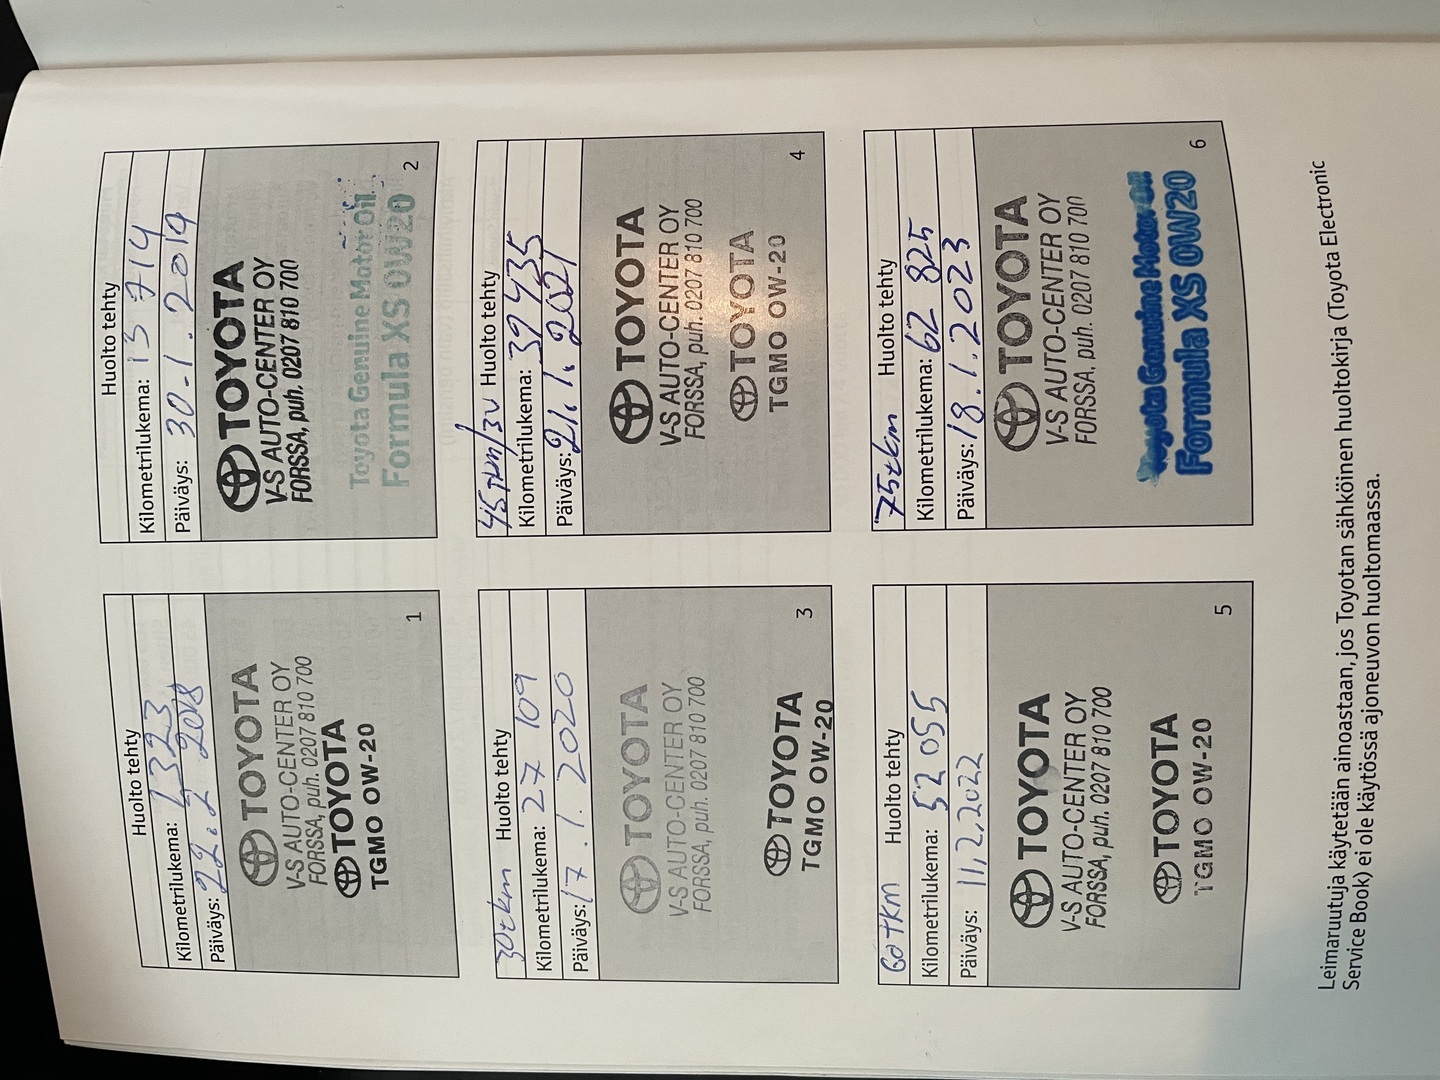 Huolto tehty
Kilometrilukema: 1323
Päiväys: 22.2 2018
TOYOTA
V-S AUTO-CENTER OY
FORSSA, puh. 0207 810 700
TOYOTA
TGMO OW-20
1
Huolto tehty
Kilometrilukema: 13 714
Päiväys: 30.1.2019
TOYOTA
V-S AUTO-CENTER OY
FORSSA, puh. 0207 810 700
Toyota Genuine Motor Oil
Formula XS 0W20
2
30tkm Huolto tehty
Kilometrilukema: 27 109
Päiväys: 17.1.2020
TOYOTA
V-S AUTO-CENTER OY
FORSSA, puh. 0207 810 700
TOYOTA
TGMO OW-20
3
45tkm/3v Huolto tehty
Kilometrilukema: 39 435
Päiväys: 21.1.2021
TOYOTA
V-S AUTO-CENTER OY
FORSSA, puh. 0207 810 700
TOYOTA
TGMO OW-20
4
60tkm Huolto tehty
Kilometrilukema: 52 055
Päiväys: 11.2.2022
TOYOTA
V-S AUTO-CENTER OY
FORSSA, puh. 0207 810 700
TOYOTA
TGMO OW-20
5
75tkm Huolto tehty
Kilometrilukema: 62 825
Päiväys: 18.1.2023
TOYOTA
V-S AUTO-CENTER OY
FORSSA, puh. 0207 810 700
Toyota Genuine Motor Oil
Formula XS 0W20
6
Leimaruutuja käytetään ainoastaan, jos Toyotan sähköinen huoltokirja (Toyota Electronic
Service Book) ei ole käytössä ajoneuvon huoltomaassa.